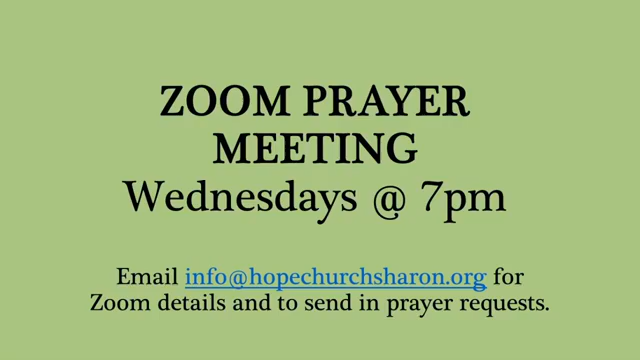 ZOOM PRAYER
MEETING
Wednesdays @ 7pm
Email info@hopechurchsharon.org for
Zoom details and to send in prayer requests.